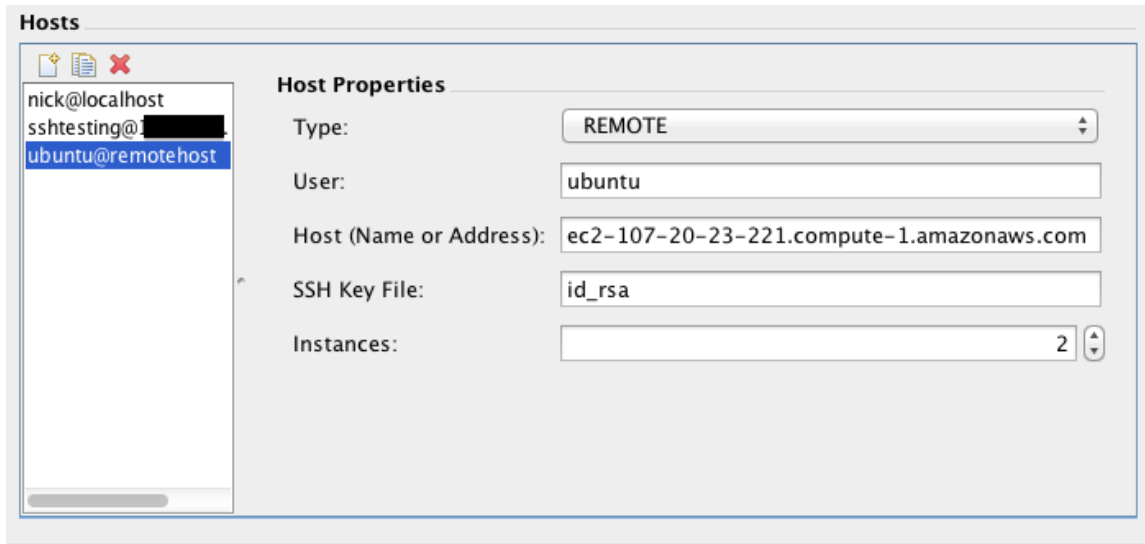 Hosts
nick@localhost
sshtesting@
ubuntu@remotehost
Host Properties
Type:
REMOTE
User:
ubuntu
Host (Name or Address):
ec2-107-20-23-221.compute-1.amazonaws.com
SSH Key File:
id_rsa
Instances:
2